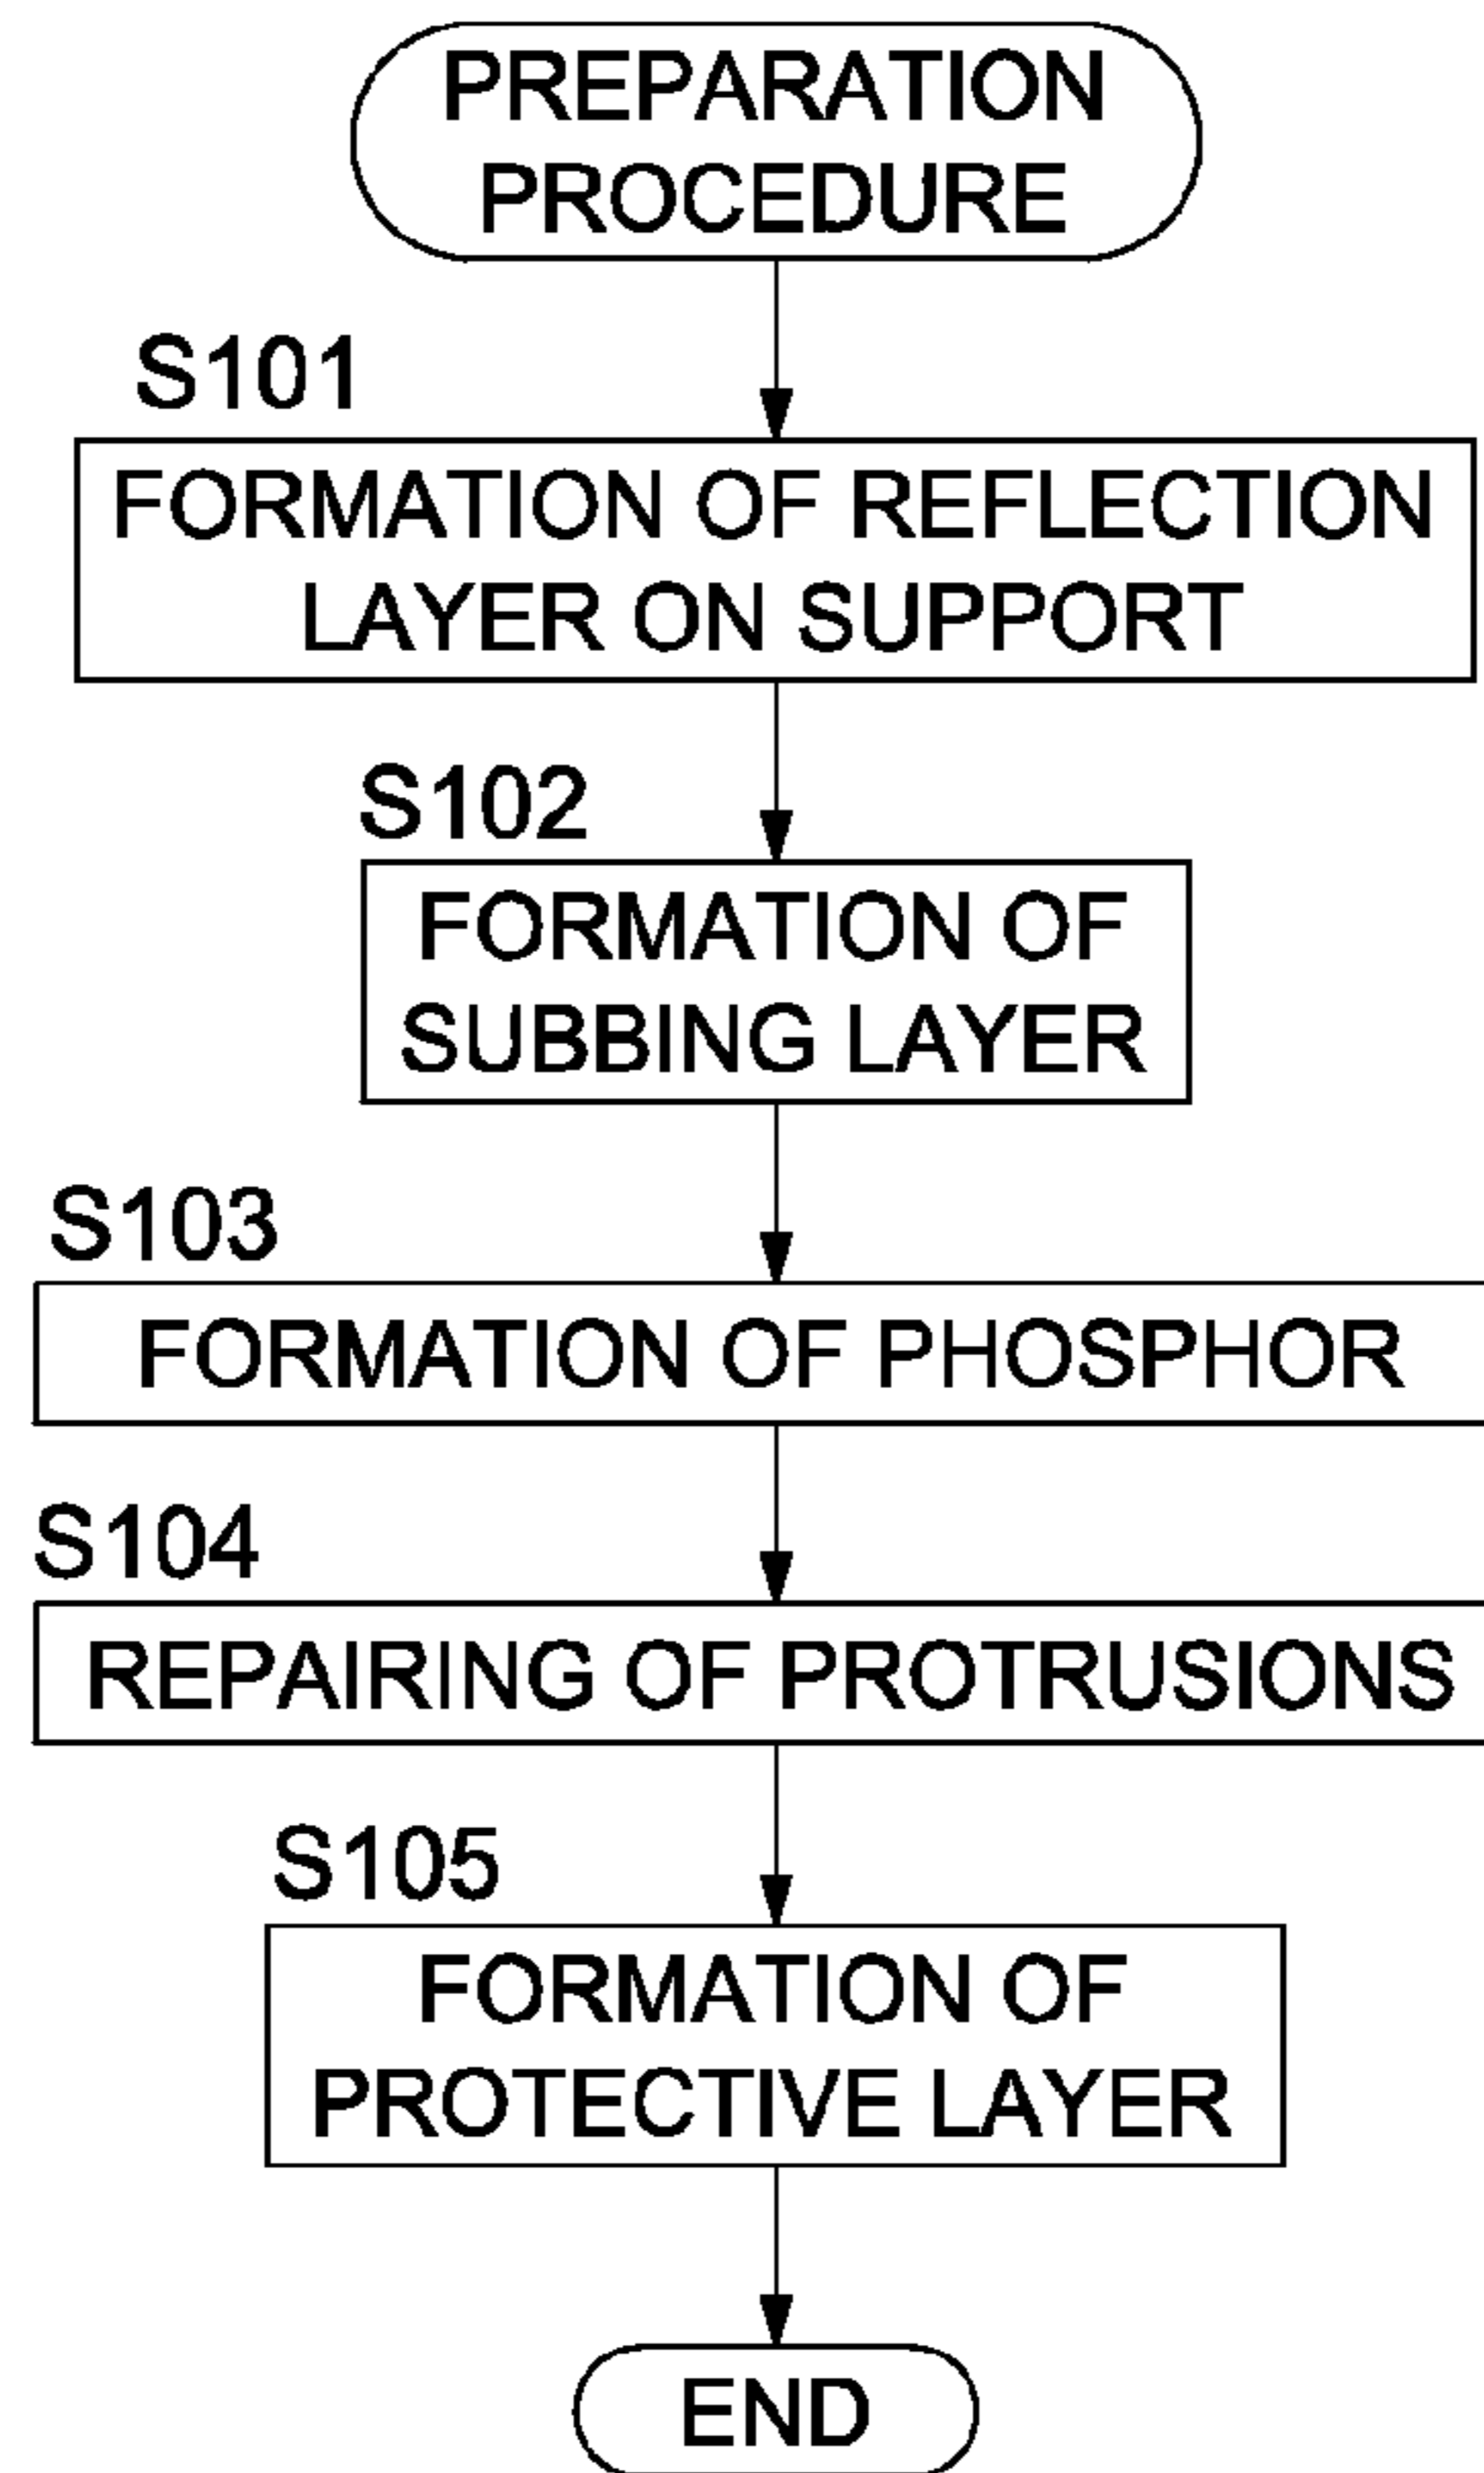 PREPARATION
PROCEDURE
S101
FORMATION OF REFLECTION
LAYER ON SUPPORT
S102
FORMATION OF
SUBBING LAYER
S103
FORMATION OF PHOSPHOR
S104
REPAIRING OF PROTRUSIONS
S105
FORMATION OF
PROTECTIVE LAYER
END